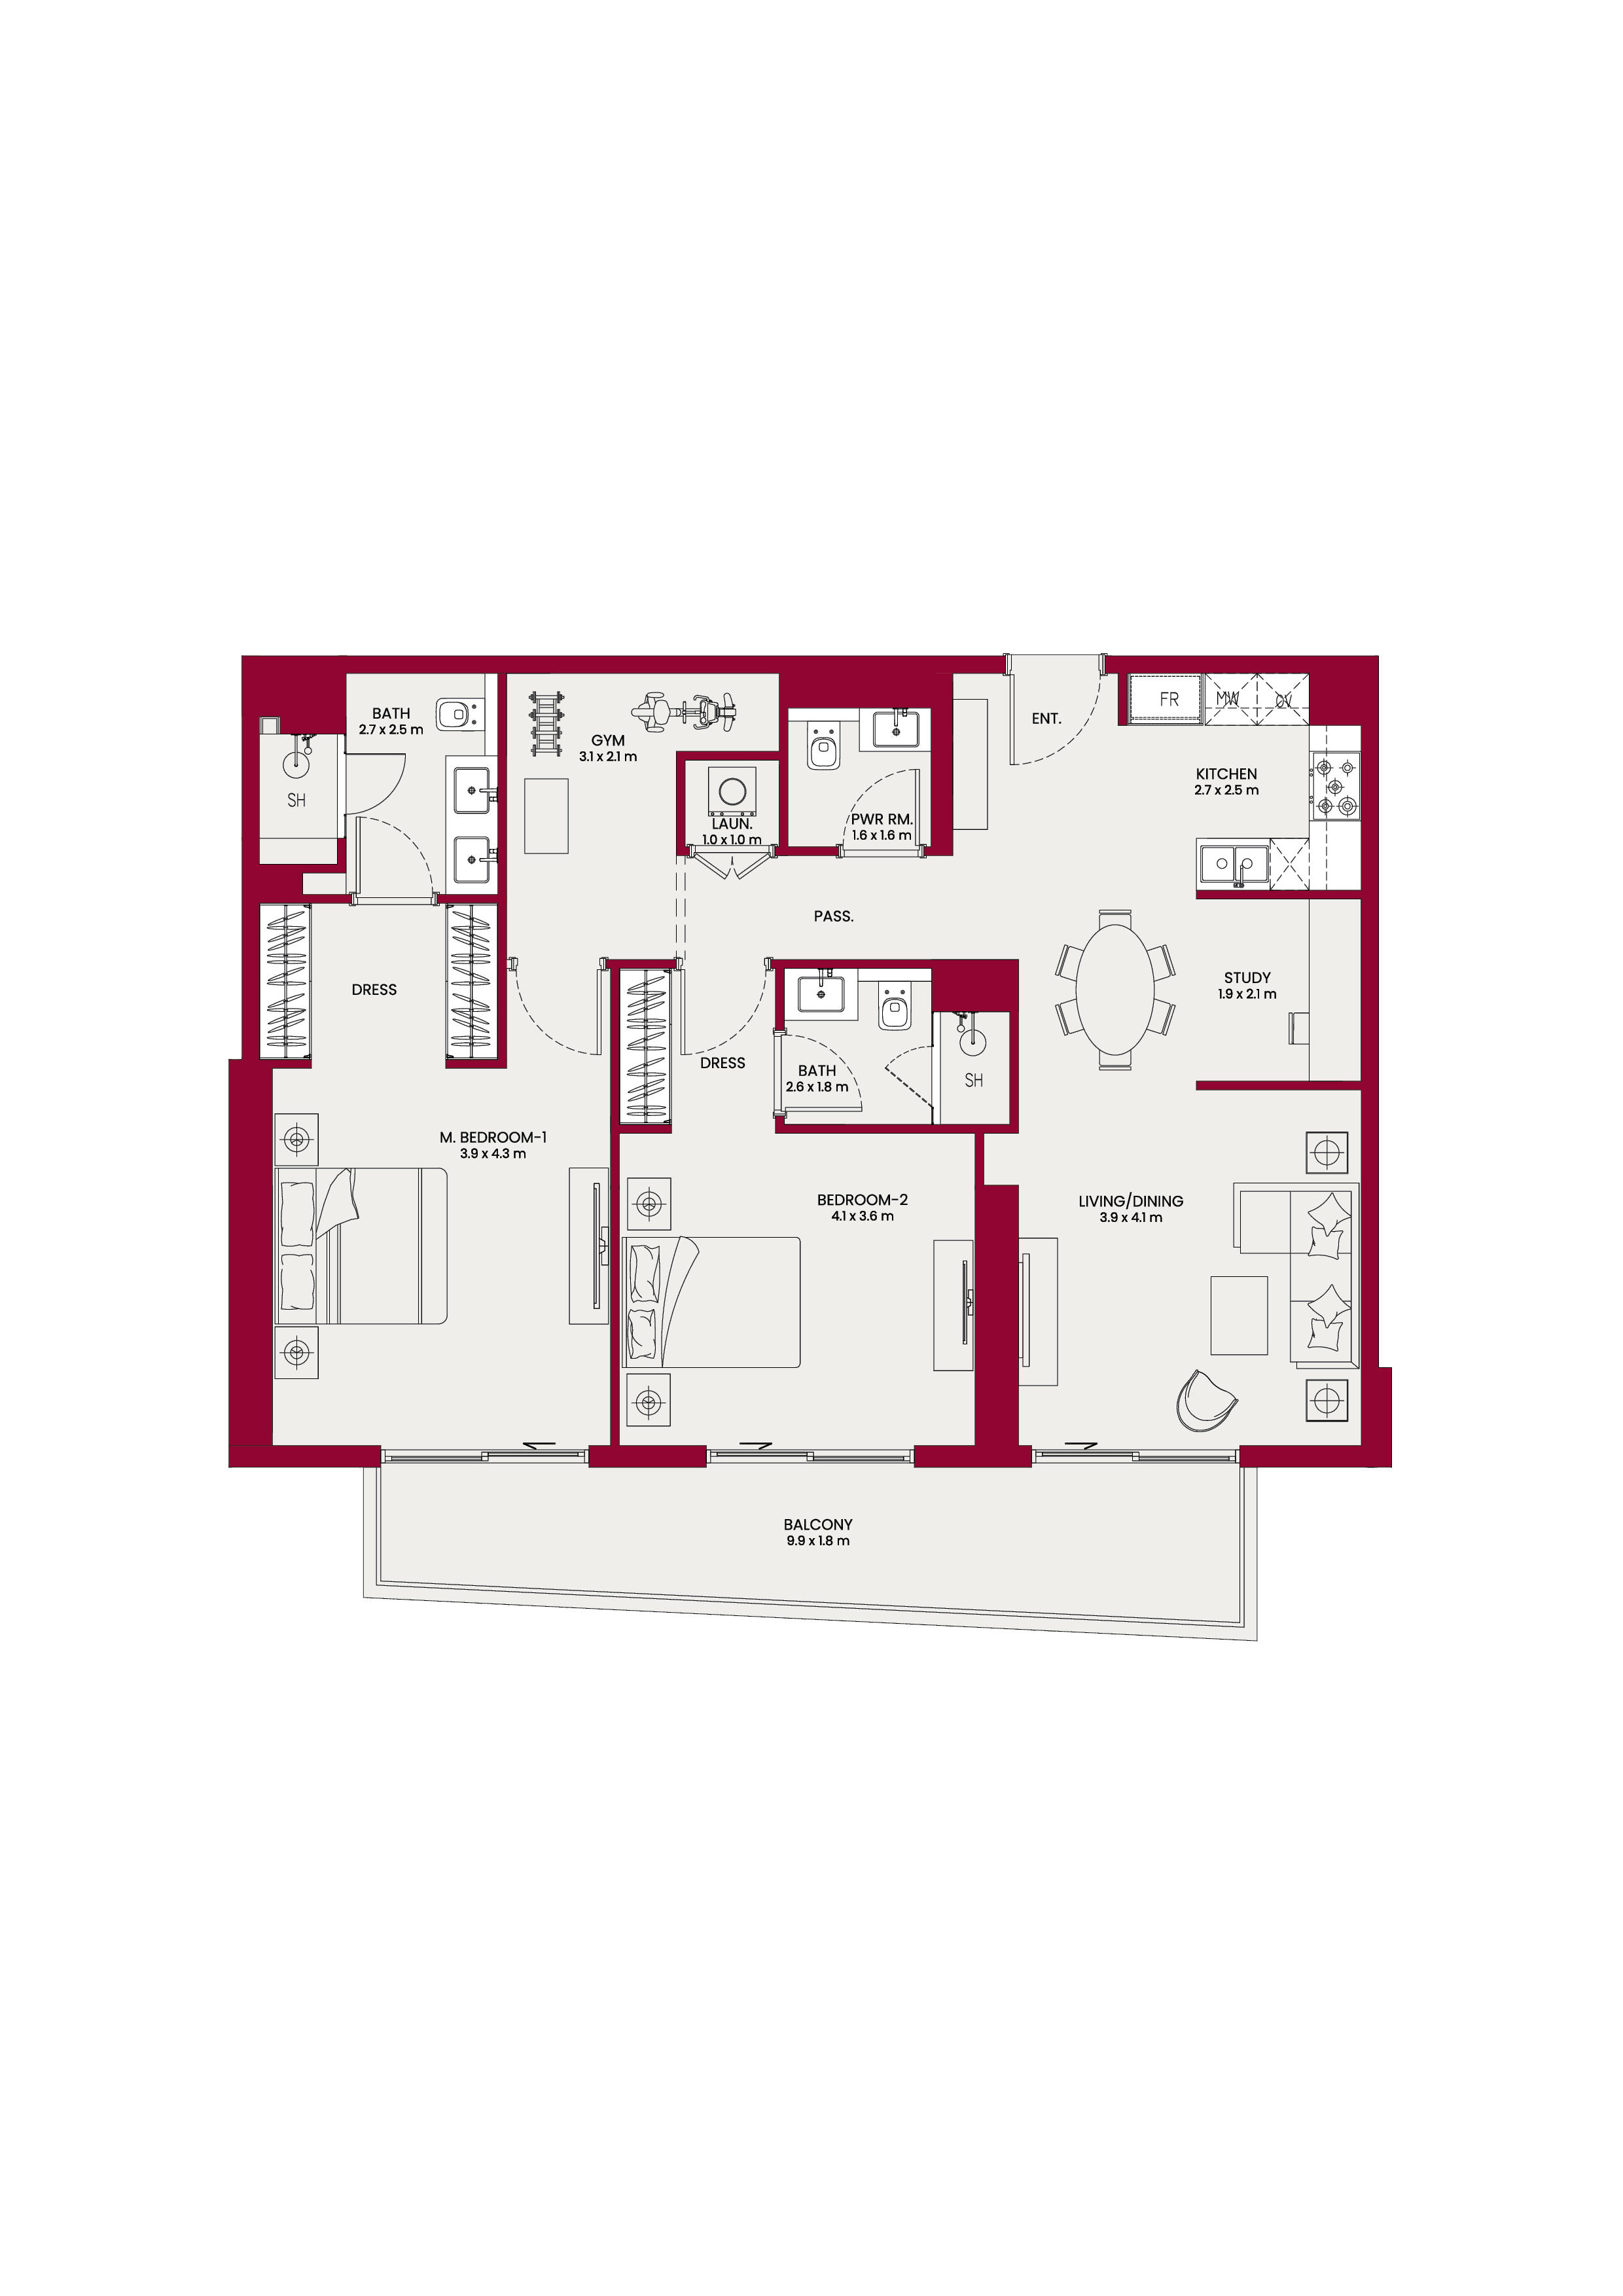 BATH
2.7 x 2.5 m
SH
GYM
3.1 x 2.1 m
LAUN.
1.0 x 1.0 m
PWR RM.
1.6 x 1.6 m
ENT.
FR
MW
OV
KITCHEN
2.7 x 2.5 m
PASS.
DRESS
STUDY
1.9 x 2.1 m
DRESS
BATH
2.6 x 1.8 m
SH
M. BEDROOM-1
3.9 x 4.3 m
BEDROOM-2
4.1 x 3.6 m
LIVING/DINING
3.9 x 4.1 m
BALCONY
9.9 x 1.8 m